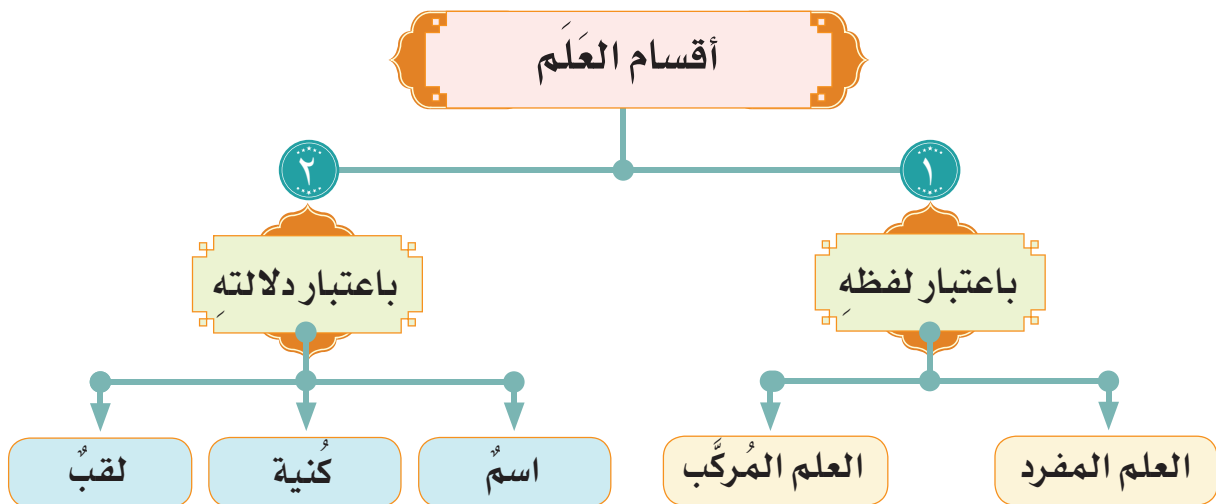 أقسام العَلَم
١
٢
باعتبار لفظهِ
باعتبار دلالتهِ
العلم المفرد
العلم المُركَّب
اسمٌ
كُنية
لقبٌ